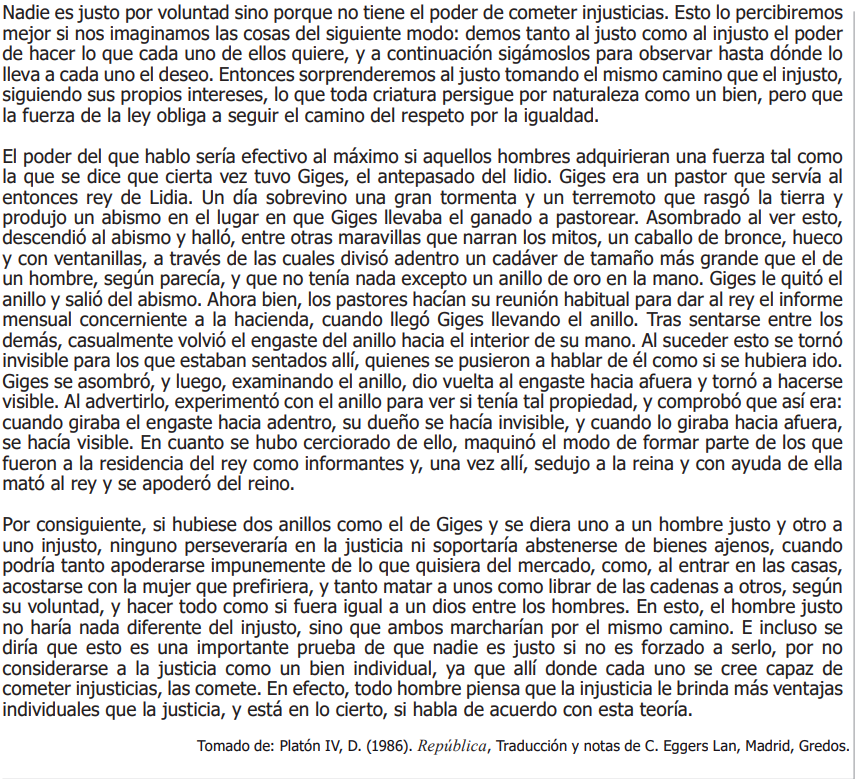 Nadie es justo por voluntad sino porque no tiene el poder de cometer injusticias. Esto lo percibiremos
mejor si nos imaginamos las cosas del siguiente modo: demos tanto al justo como al injusto el poder
de hacer lo que cada uno de ellos quiere, y a continuación sigámoslos para observar hasta dónde lo
lleva a cada uno el deseo. Entonces sorprenderemos al justo tomando el mismo camino que el injusto,
siguiendo sus propios intereses, lo que toda criatura persigue por naturaleza como un bien, pero que
la fuerza de la ley obliga a seguir el camino del respeto por la igualdad.

El poder del que hablo sería efectivo al máximo si aquellos hombres adquirieran una fuerza tal como
la que se dice que cierta vez tuvo Giges, el antepasado del lidio. Giges era un pastor que servía al
entonces rey de Lidia. Un día sobrevino una gran tormenta y un terremoto que rasgó la tierra y
produjo un abismo en el lugar en que Giges llevaba el ganado a pastorear. Asombrado al ver esto,
descendió al abismo y halló, entre otras maravillas que narran los mitos, un caballo de bronce, hueco
y con ventanillas, a través de las cuales divisó adentro un cadáver de tamaño más grande que el de
un hombre, según parecía, y que no tenía nada excepto un anillo de oro en la mano. Giges le quitó el
anillo y salió del abismo. Ahora bien, los pastores hacían su reunión habitual para dar al rey el informe
mensual concerniente a la hacienda, cuando llegó Giges llevando el anillo. Tras sentarse entre los
demás, casualmente volvió el engaste del anillo hacia el interior de su mano. Al suceder esto se tornó
invisible para los que estaban sentados allí, quienes se pusieron a hablar de él como si se hubiera ido.
Giges se asombró, y luego, examinando el anillo, dio vuelta al engaste hacia afuera y tornó a hacerse
visible. Al advertirlo, experimentó con el anillo para ver si tenía tal propiedad, y comprobó que así era:
cuando giraba el engaste hacia adentro, su dueño se hacía invisible, y cuando lo giraba hacia afuera,
se hacía visible. En cuanto se hubo cerciorado de ello, maquinó el modo de formar parte de los que
fueron a la residencia del rey como informantes y, una vez allí, sedujo a la reina y con ayuda de ella
mató al rey y se apoderó del reino.

Por consiguiente, si hubiese dos anillos como el de Giges y se diera uno a un hombre justo y otro a
uno injusto, ninguno perseveraría en la justicia ni soportaría abstenerse de bienes ajenos, cuando
podría tanto apoderarse impunemente de lo que quisiera del mercado, como, al entrar en las casas,
acostarse con la mujer que prefiriera, y tanto matar a unos como librar de las cadenas a otros, según
su voluntad, y hacer todo como si fuera igual a un dios entre los hombres. En esto, el hombre justo
no haría nada diferente del injusto, sino que ambos marcharían por el mismo camino. E incluso se
diría que esto es una importante prueba de que nadie es justo si no es forzado a serlo, por no
considerarse a la justicia como un bien individual, ya que allí donde cada uno se cree capaz de
cometer injusticias, las comete. En efecto, todo hombre piensa que la injusticia le brinda más ventajas
individuales que la justicia, y está en lo cierto, si habla de acuerdo con esta teoría.

Tomado de: Platón IV, D. (1986). República, Traducción y notas de C. Eggers Lan, Madrid, Gredos.